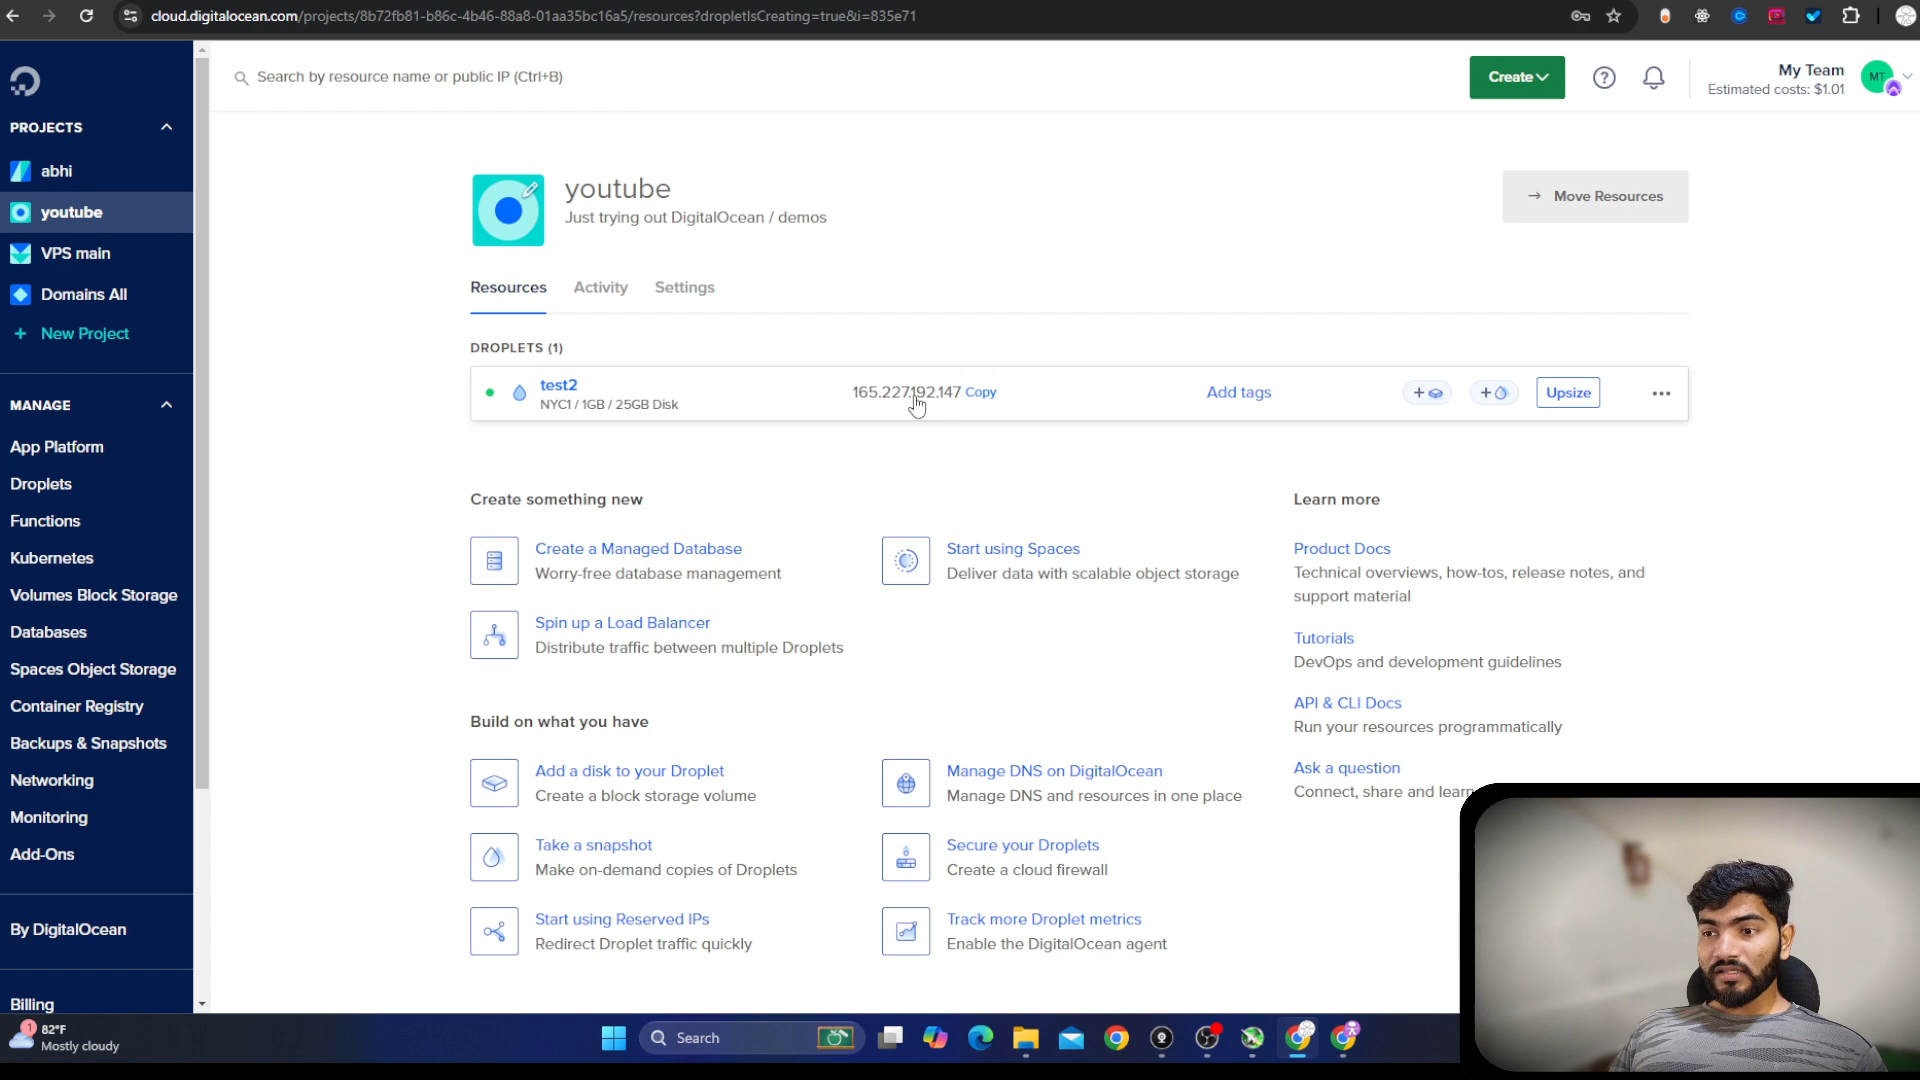 cloud.digitalocean.com/projects/8b72fb81-b86c-4b46-88a8-01aa35bc16a5/resources?dropletIsCreating=true&i=835e71
Search by resource name or public IP (Ctrl+B)
Create
My Team
Estimated costs: $1.01
MT
PROJECTS
abhi
youtube
VPS main
Domains All
+ New Project
MANAGE
App Platform
Droplets
Functions
Kubernetes
Volumes Block Storage
Databases
Spaces Object Storage
Container Registry
Backups & Snapshots
Networking
Monitoring
Add-Ons
By DigitalOcean
Billing
youtube
Just trying out DigitalOcean / demos
→ Move Resources
Resources Activity Settings
DROPLETS (1)
test2
NYC1 / 1GB / 25GB Disk
165.227.192.147 Copy
Add tags
Upsize
Create something new
Create a Managed Database
Worry-free database management
Start using Spaces
Deliver data with scalable object storage
Spin up a Load Balancer
Distribute traffic between multiple Droplets
Build on what you have
Add a disk to your Droplet
Create a block storage volume
Manage DNS on DigitalOcean
Manage DNS and resources in one place
Take a snapshot
Make on-demand copies of Droplets
Secure your Droplets
Create a cloud firewall
Start using Reserved IPs
Redirect Droplet traffic quickly
Track more Droplet metrics
Enable the DigitalOcean agent
Learn more
Product Docs
Technical overviews, how-tos, release notes, and
support material
Tutorials
DevOps and development guidelines
API & CLI Docs
Run your resources programmatically
Ask a question
Connect, share and learn
1
82°F
Mostly cloudy
Search